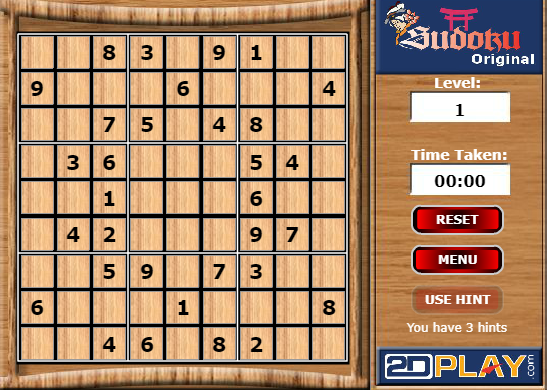 8 3 9 1
9 6 4
7 5 4 8
3 6 5 4
1 6
4 2 9 7
5 9 7 3
6 1 8
4 6 8 2
Sudoku
Original
Level:
1
Time Taken:
00:00
RESET
MENU
USE HINT
You have 3 hints
2DPLAY.com